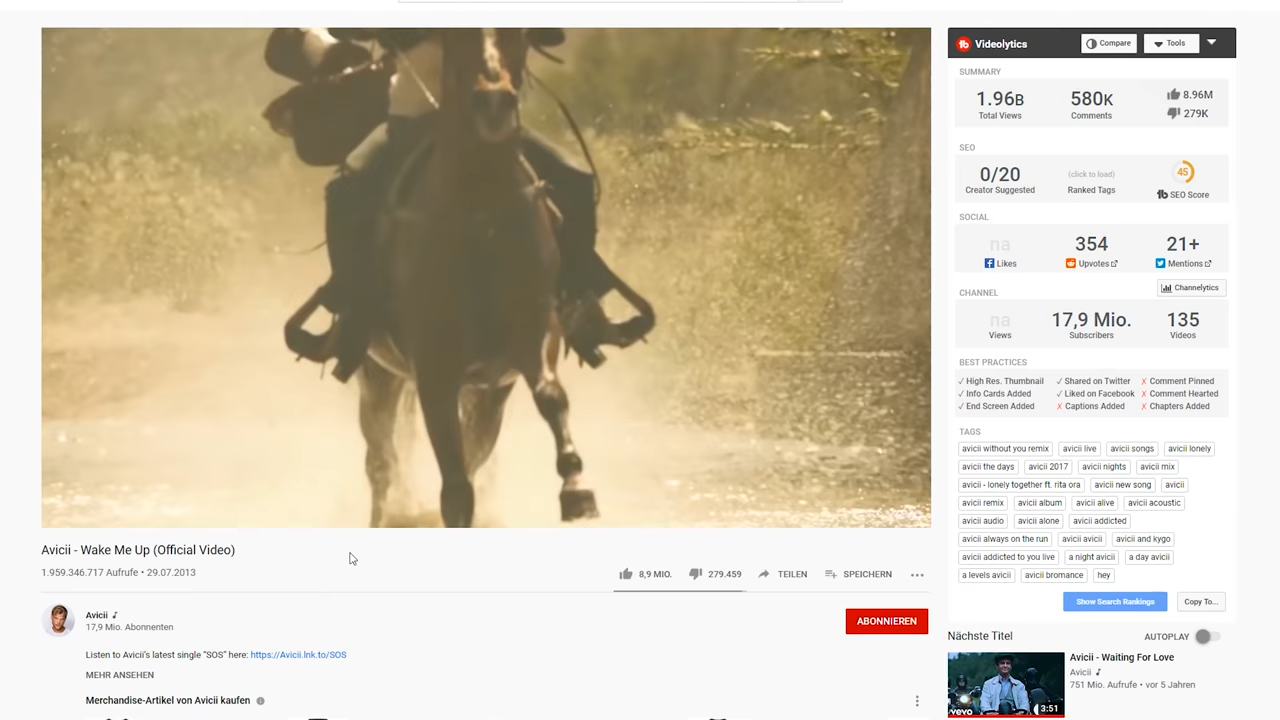 Avicii - Wake Me Up (Official Video)
1.959.346.717 Aufrufe • 29.07.2013
8,9 MIO.
279.459
TEILEN
SPEICHERN
Avicii
17,9 Mio. Abonnenten
ABONNIEREN
Listen to Avicii's latest single "SOS" here: https://Avicii.lnk.to/SOS
MEHR ANSEHEN
Merchandise-Artikel von Avicii kaufen
tb Videolytics
Compare
Tools
SUMMARY
1.96B 580K 8.96M
Total Views Comments 279K
SEO
0/20 (click to load) 45
Creator Suggested Ranked Tags tb SEO Score
SOCIAL
na 354 21+
Likes Upvotes Mentions
CHANNEL Channelytics
na 17,9 Mio. 135
Views Subscribers Videos
BEST PRACTICES
✓ High Res. Thumbnail ✓ Shared on Twitter ✗ Comment Pinned
✓ Info Cards Added ✓ Liked on Facebook ✗ Comment Hearted
✓ End Screen Added ✗ Captions Added ✗ Chapters Added
TAGS
avicii without you remix avicii live avicii songs avicii lonely
avicii the days avicii 2017 avicii nights avicii mix
avicii - lonely together ft. rita ora avicii new song avicii
avicii remix avicii album avicii alive avicii acoustic
avicii audio avicii alone avicii addicted
avicii always on the run avicii avicii avicii and kygo
avicii addicted to you live a night avicii a day avicii
a levels avicii avicii bromance hey
Show Search Rankings Copy To...
Nächste Titel AUTOPLAY
Avicii - Waiting For Love
Avicii
751 Mio. Aufrufe • vor 5 Jahren
vevo
3:51